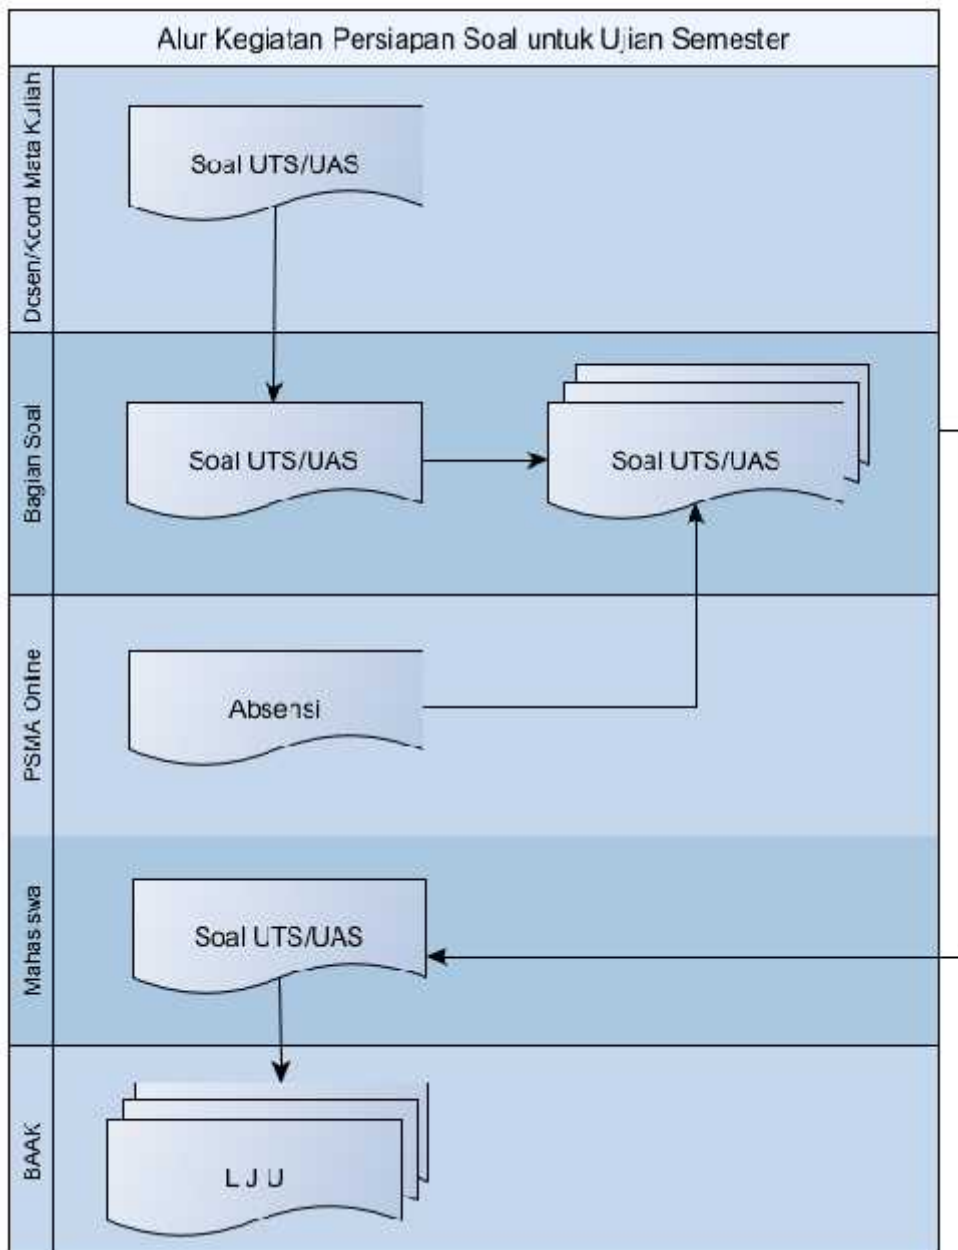 Alur Kegiatan Persiapan Soal untuk Ujian Semester
Dosen/Koord Mata Kuliah
Soal UTS/UAS
Bagian Soal
Soal UTS/UAS
Soal UTS/UAS
PSMA Online
Absensi
Mahasiswa
Soal UTS/UAS
BAAK
L J U